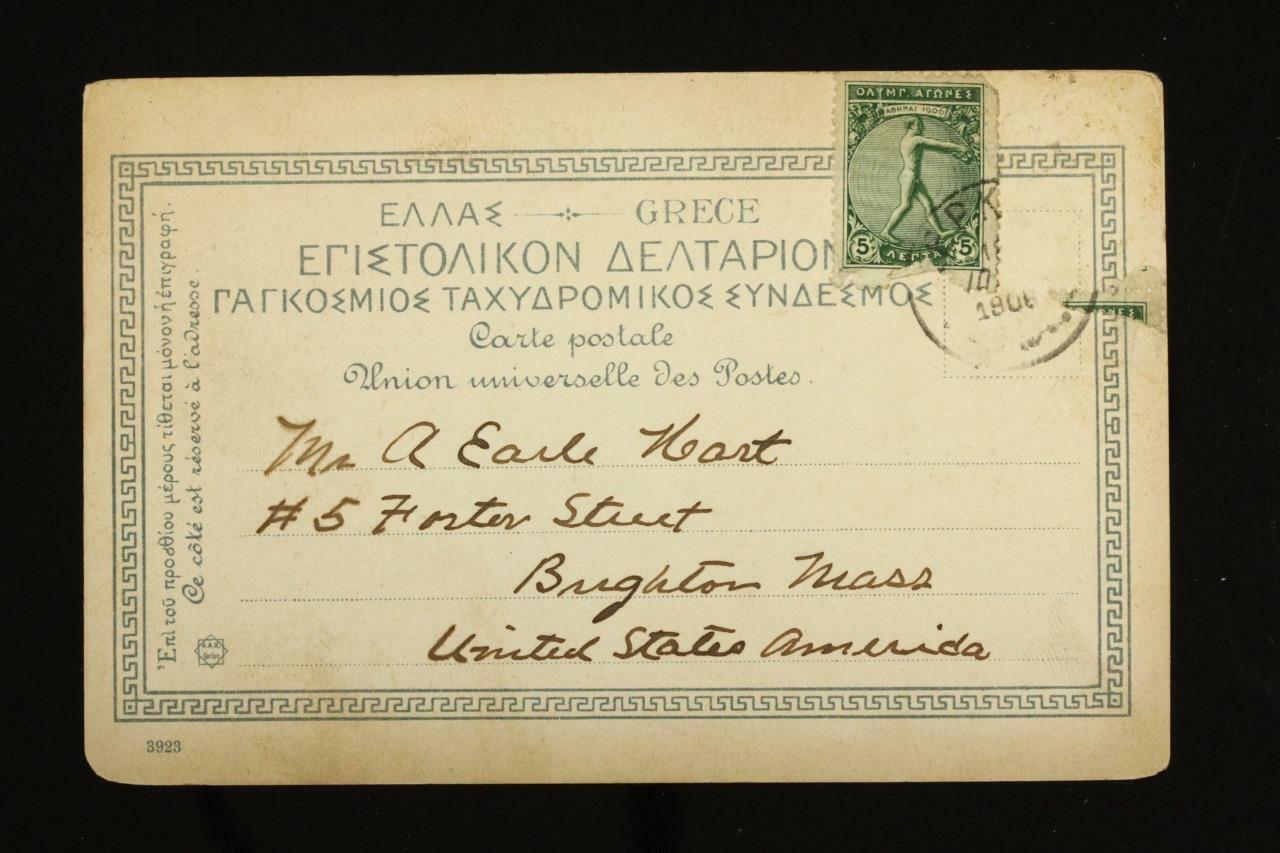 ΟΛΥΜΠ. ΑΓΩΝΕΣ
ΑΘΗΝΑΙ 1906
5 ΛΕΠΤΑ 5
1906
ΝΕΣ
ΕΛΛΑΣ GRECE
ΕΠΙΣΤΟΛΙΚΟΝ ΔΕΛΤΑΡΙΟΝ
ΠΑΓΚΟΣΜΙΟΣ ΤΑΧΥΔΡΟΜΙΚΟΣ ΣΥΝΔΕΣΜΟΣ
Carte postale
Union universelle des Postes.
Mr A Earle Hart
#5 Foster Street
Brighton Mass
United States America
Ἐπὶ τοῦ προσθίου μέρους τίθεται μόνον ἡ ἐπιγραφή.
Ce côté est réservé à l'adresse.
3923